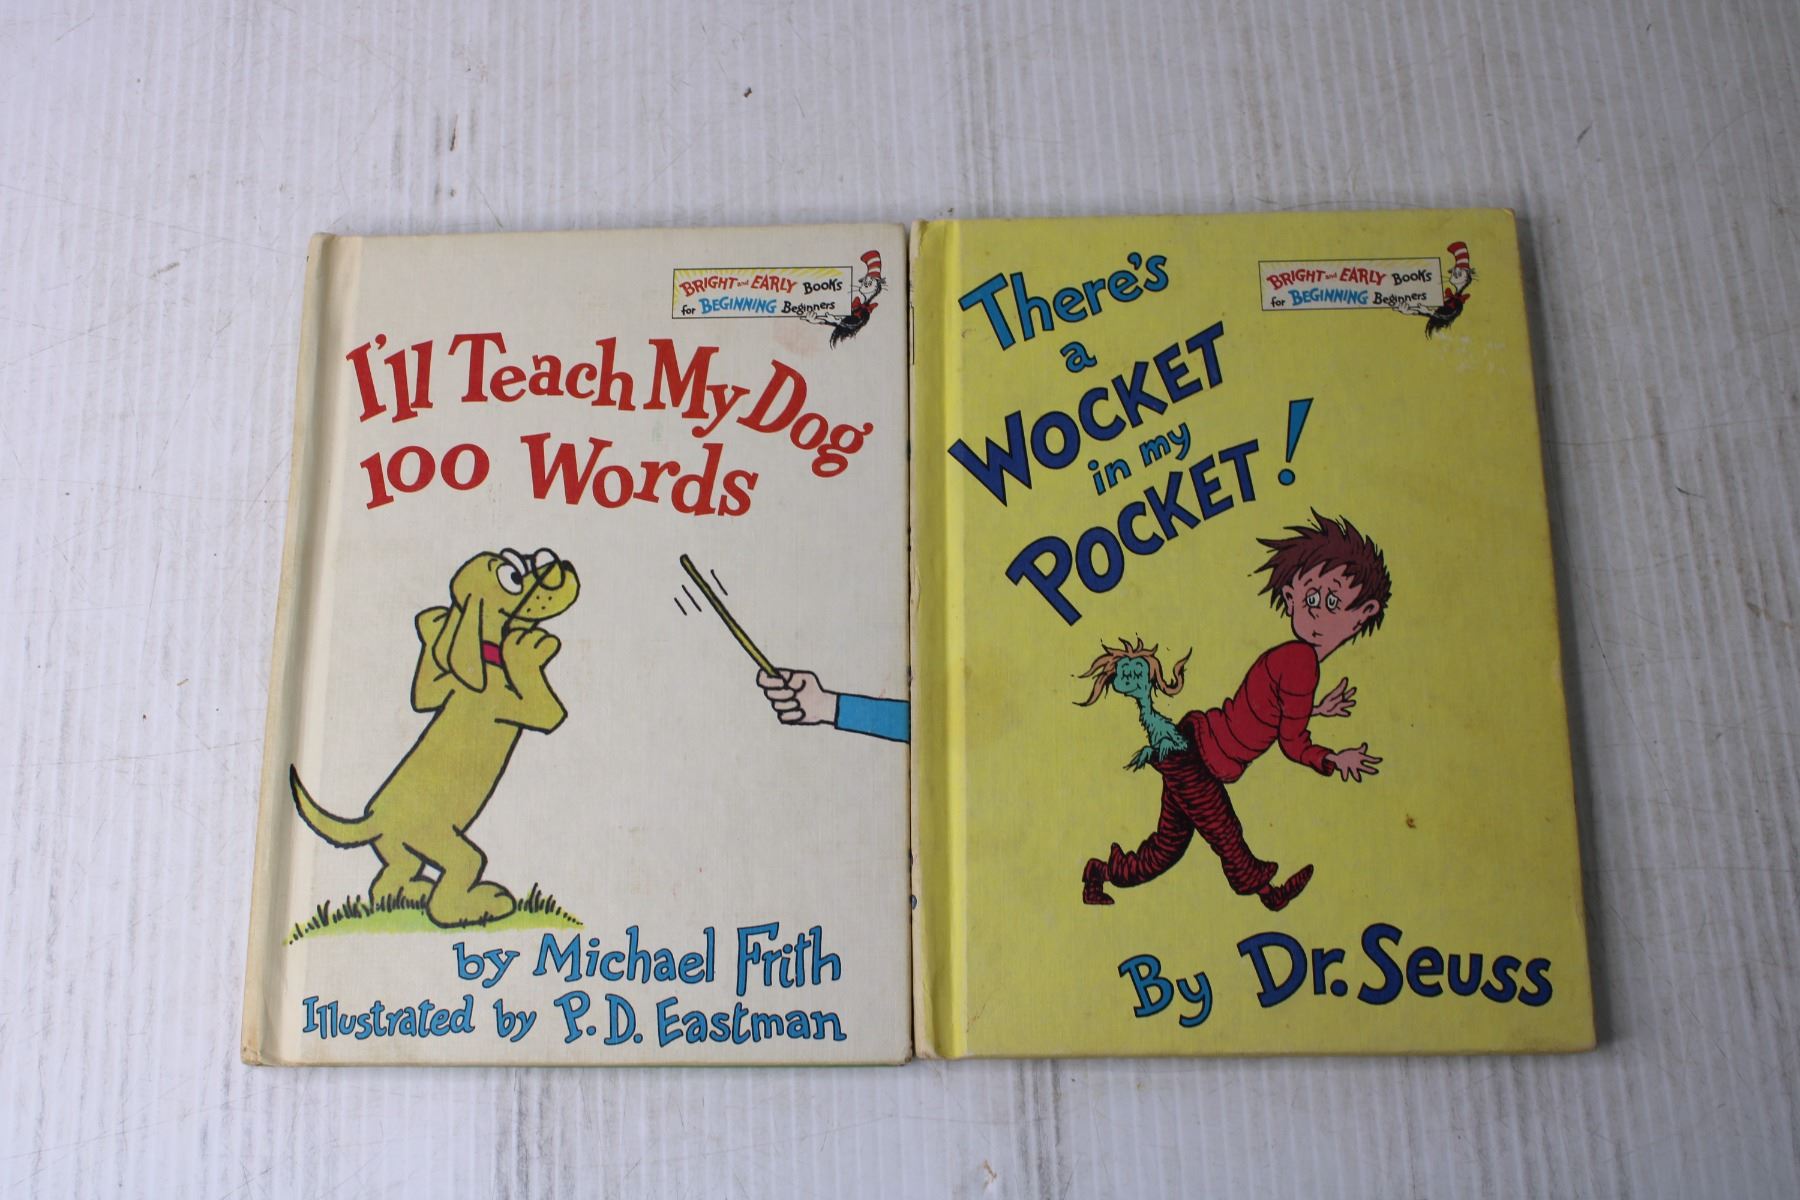 BRIGHT and EARLY BOOKS
for BEGINNING Beginners
I'll Teach My Dog
100 Words
by Michael Frith
Illustrated by P.D. Eastman
BRIGHT and EARLY BOOKS
for BEGINNING Beginners
There's
a
WOCKET
in my
POCKET!
By Dr. Seuss